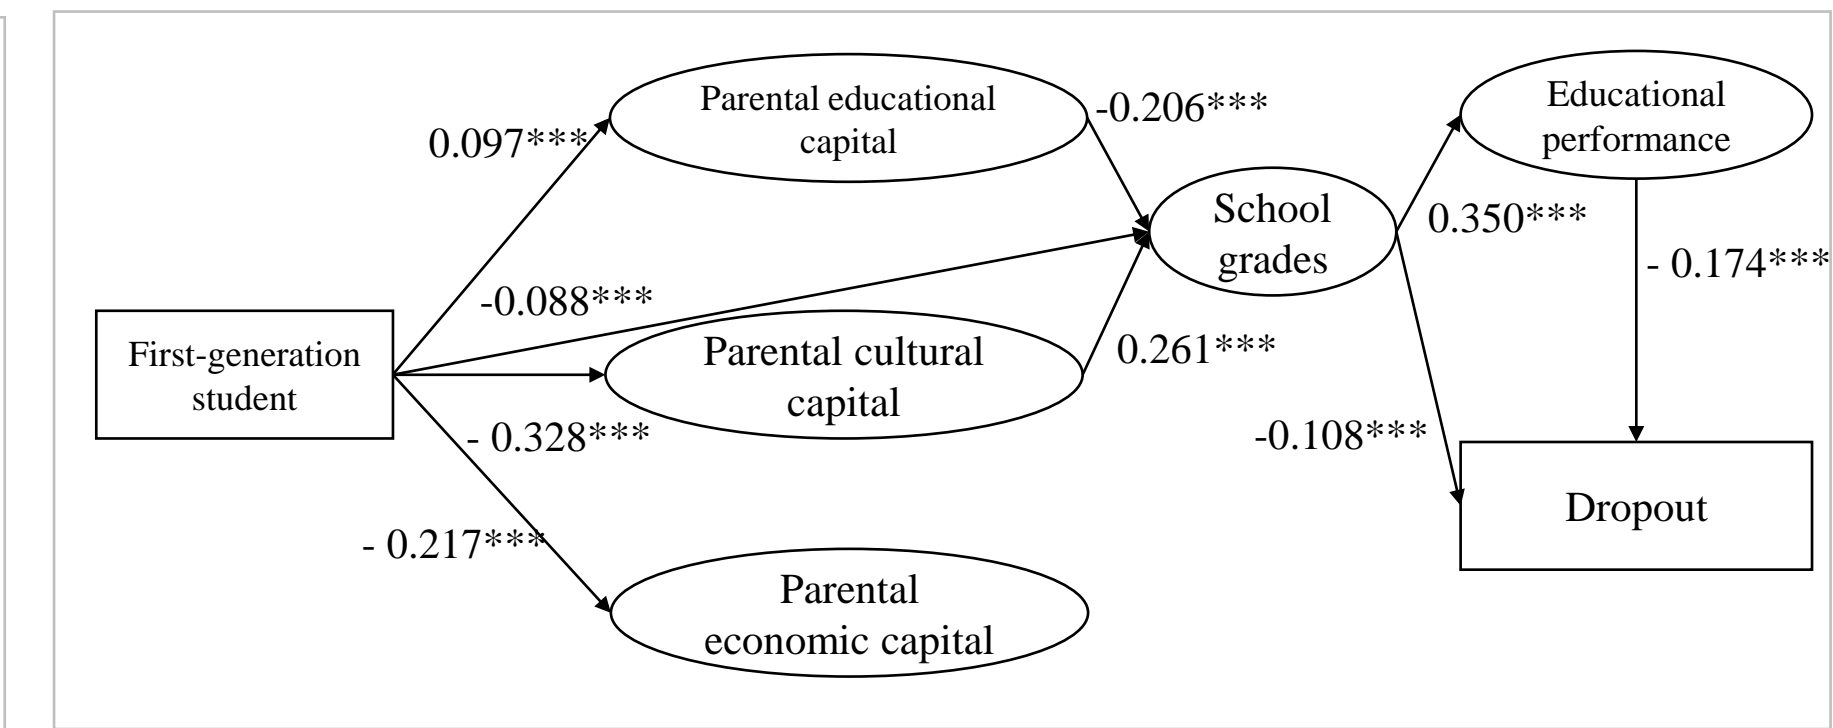 Parental educational
capital
-0.206***
Educational
performance
0.097***
School
grades
0.350***
- 0.174***
-0.088***
First-generation
student
Parental cultural
capital
0.261***
- 0.328***
-0.108***
Dropout
- 0.217***
Parental
economic capital